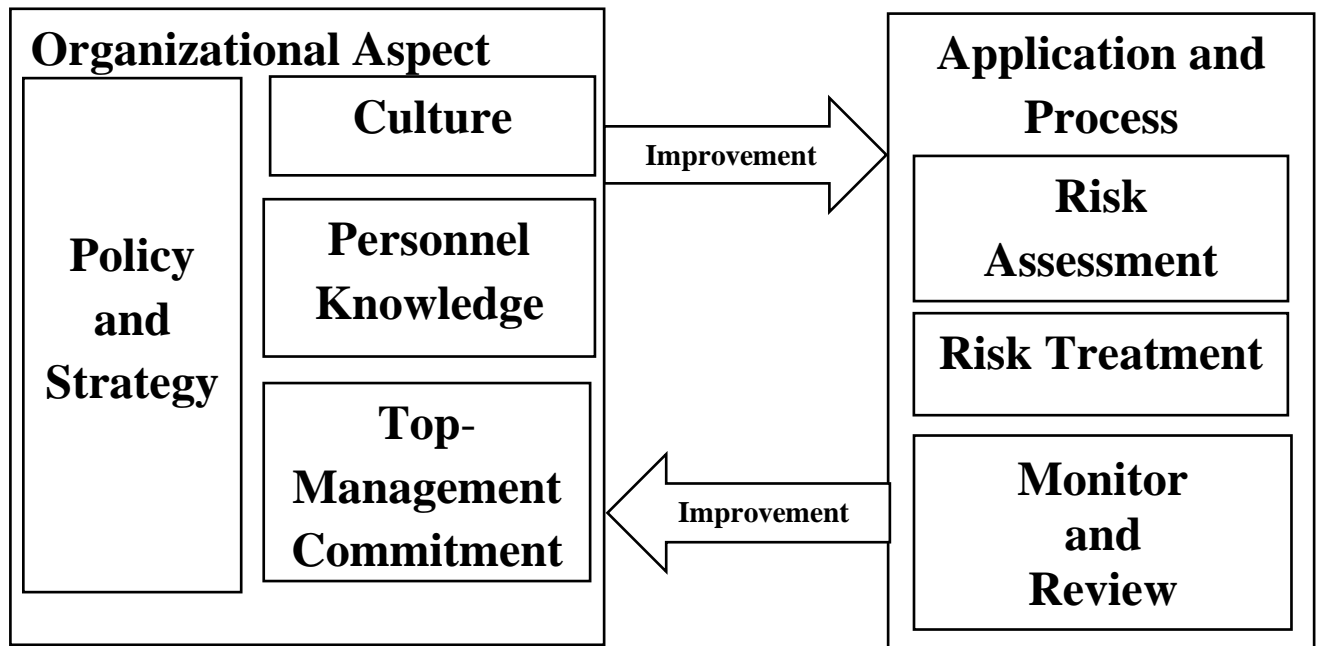 Organizational Aspect
Policy
and
Strategy
Culture
Personnel
Knowledge
Top-
Management
Commitment
Improvement
Improvement
Application and
Process
Risk
Assessment
Risk Treatment
Monitor
and
Review